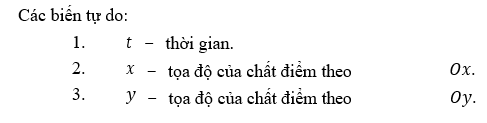 Các biến tự do:
1. t – thời gian.
2. x – tọa độ của chất điểm theo Ox.
3. y – tọa độ của chất điểm theo Oy.